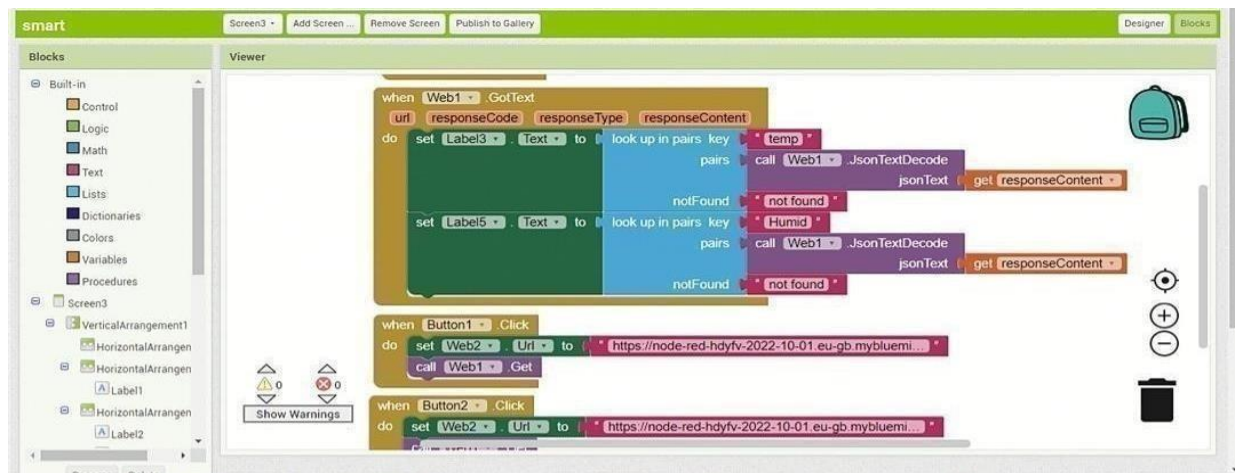 smart
Screen3
Add Screen ...
Remove Screen
Publish to Gallery
Designer
Blocks
Blocks
Viewer
Built-in
Control
Logic
Math
Text
Lists
Dictionaries
Colors
Variables
Procedures
Screen3
VerticalArrangement1
HorizontalArrangen
HorizontalArrangen
Label1
HorizontalArrangen
Label2
when Web1 .GotText
url responseCode responseType responseContent
do set Label3 . Text to look up in pairs key " temp "
pairs call Web1 .JsonTextDecode
jsonText get responseContent
notFound " not found "
set Label5 . Text to look up in pairs key " Humid "
pairs call Web1 .JsonTextDecode
jsonText get responseContent
notFound " not found "
when Button1 .Click
do set Web2 . Url to " https://node-red-hdyfv-2022-10-01.eu-gb.mybluemi... "
call Web1 .Get
when Button2 .Click
do set Web2 . Url to " https://node-red-hdyfv-2022-10-01.eu-gb.mybluemi... "
0 0
Show Warnings